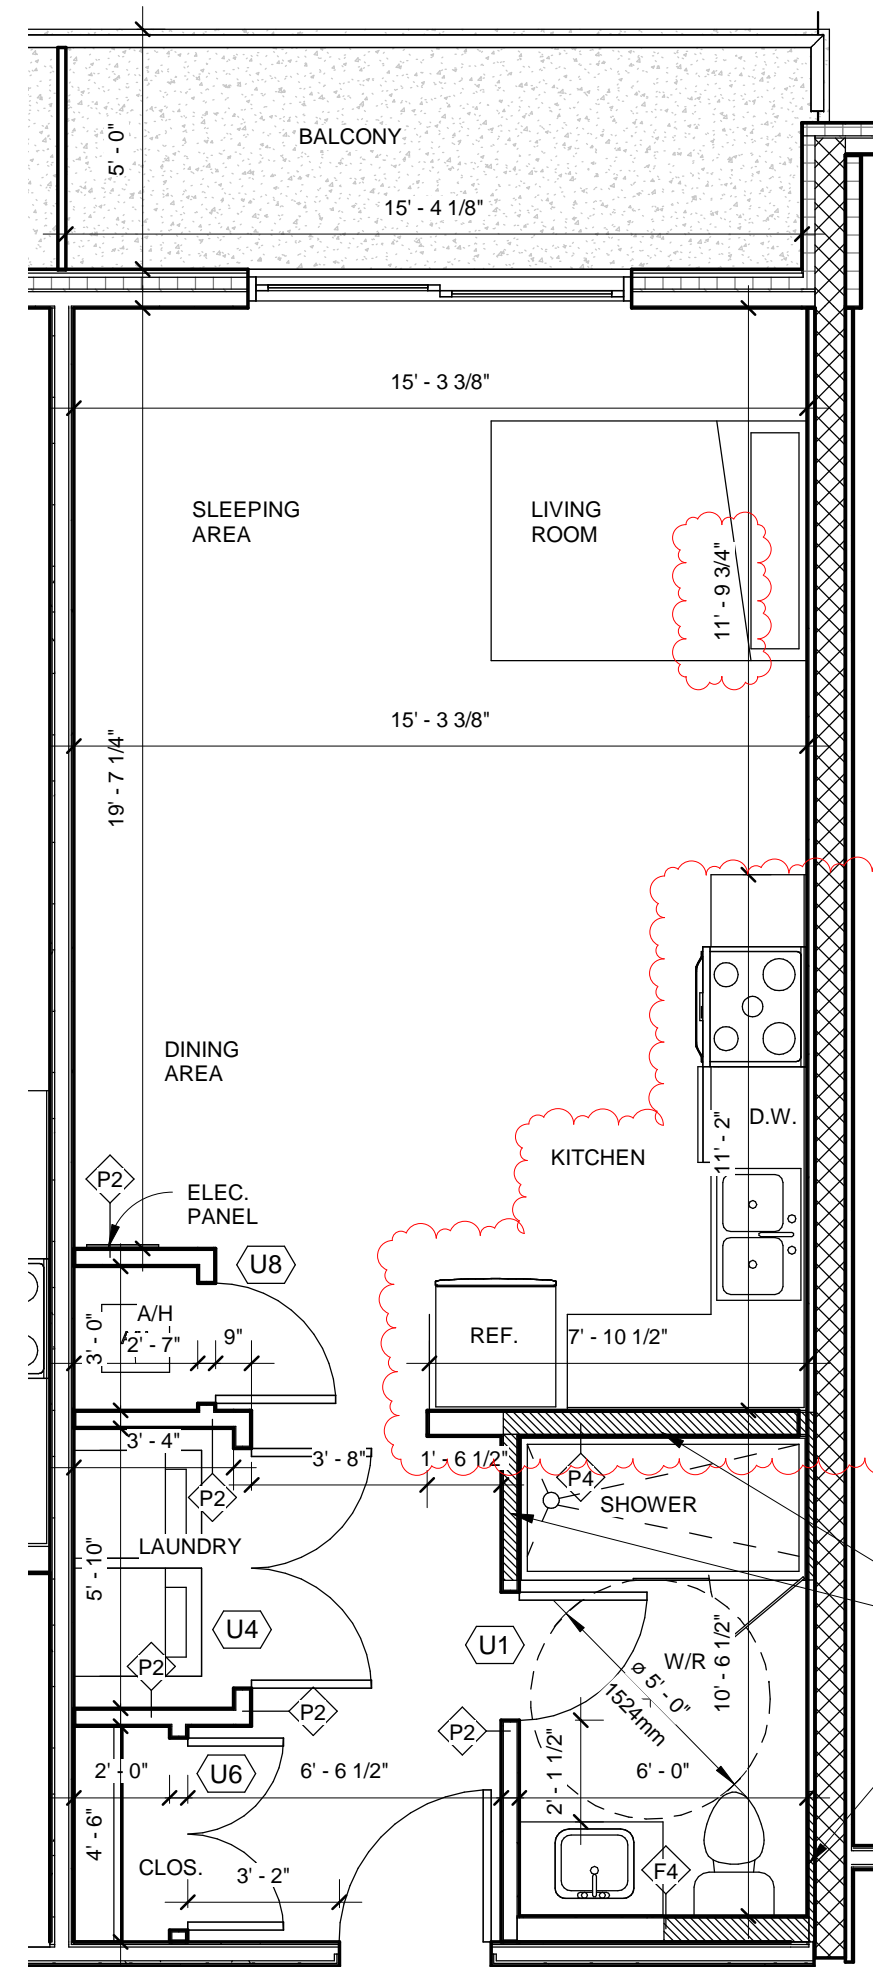 5' - 0"
BALCONY
15' - 4 1/8"
15' - 3 3/8"
SLEEPING
AREA
LIVING
ROOM
11' - 9 3/4"
15' - 3 3/8"
19' - 7 1/4"
DINING
AREA
D.W.
11' - 2"
KITCHEN
P2
ELEC.
PANEL
U8
A/H
3' - 0"
2' - 7"
9"
REF.
7' - 10 1/2"
3' - 4"
3' - 8"
1' - 6 1/2"
P2
P4
SHOWER
LAUNDRY
5' - 10"
U4
U1
W/R
10' - 6 1/2"
ø 5' - 0"
1524mm
P2
P2
P2
2' - 0"
U6
6' - 6 1/2"
2' - 1 1/2"
6' - 0"
4' - 6"
CLOS.
3' - 2"
F4